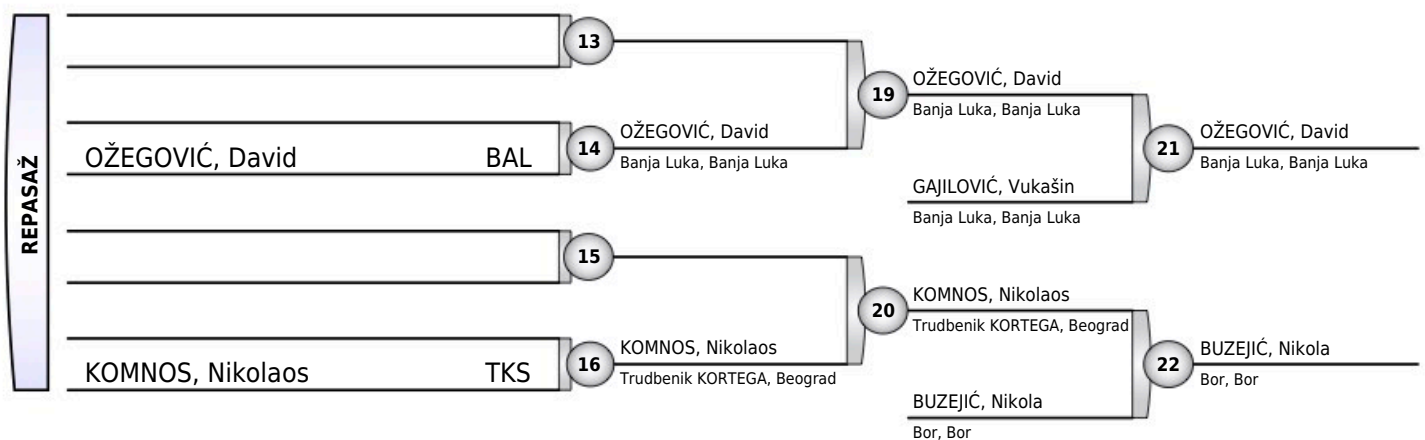 REPASAŽ
13
OŽEGOVIĆ, David BAL
14
OŽEGOVIĆ, David
Banja Luka, Banja Luka
19
OŽEGOVIĆ, David
Banja Luka, Banja Luka
GAJILOVIĆ, Vukašin
Banja Luka, Banja Luka
21
OŽEGOVIĆ, David
Banja Luka, Banja Luka
15
KOMNOS, Nikolaos TKS
16
KOMNOS, Nikolaos
Trudbenik KORTEGA, Beograd
20
KOMNOS, Nikolaos
Trudbenik KORTEGA, Beograd
BUZEJIĆ, Nikola
Bor, Bor
22
BUZEJIĆ, Nikola
Bor, Bor